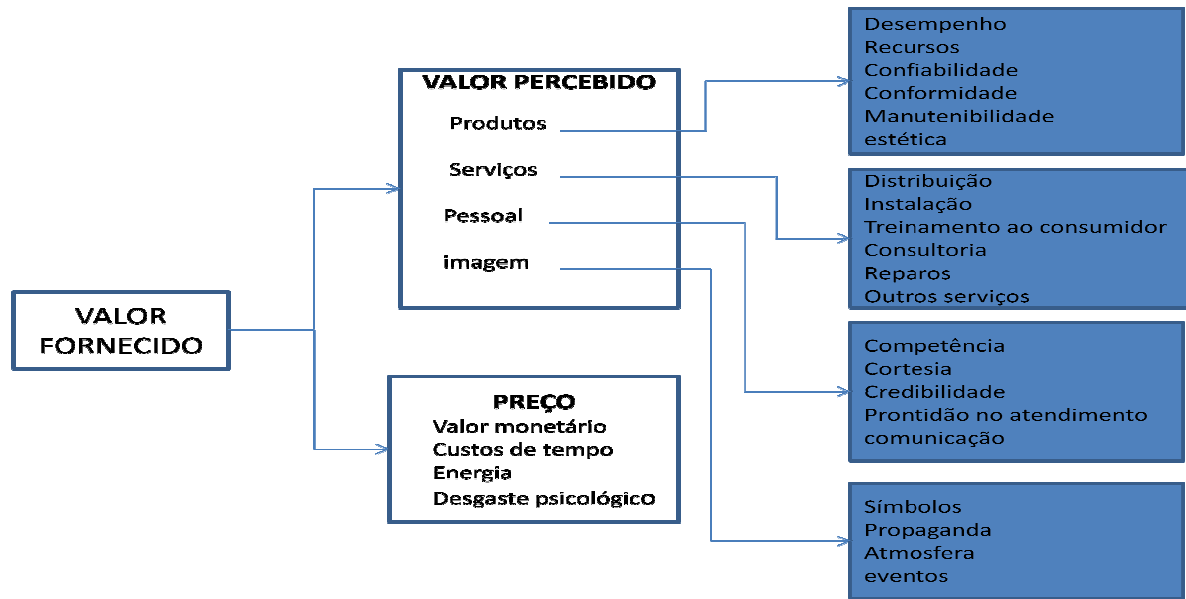 VALOR
FORNECIDO
VALOR PERCEBIDO
Produtos
Serviços
Pessoal
imagem
PREÇO
Valor monetário
Custos de tempo
Energia
Desgaste psicológico
Desempenho
Recursos
Confiabilidade
Conformidade
Manutenibilidade
estética
Distribuição
Instalação
Treinamento ao consumidor
Consultoria
Reparos
Outros serviços
Competência
Cortesia
Credibilidade
Prontidão no atendimento
comunicação
Símbolos
Propaganda
Atmosfera
eventos